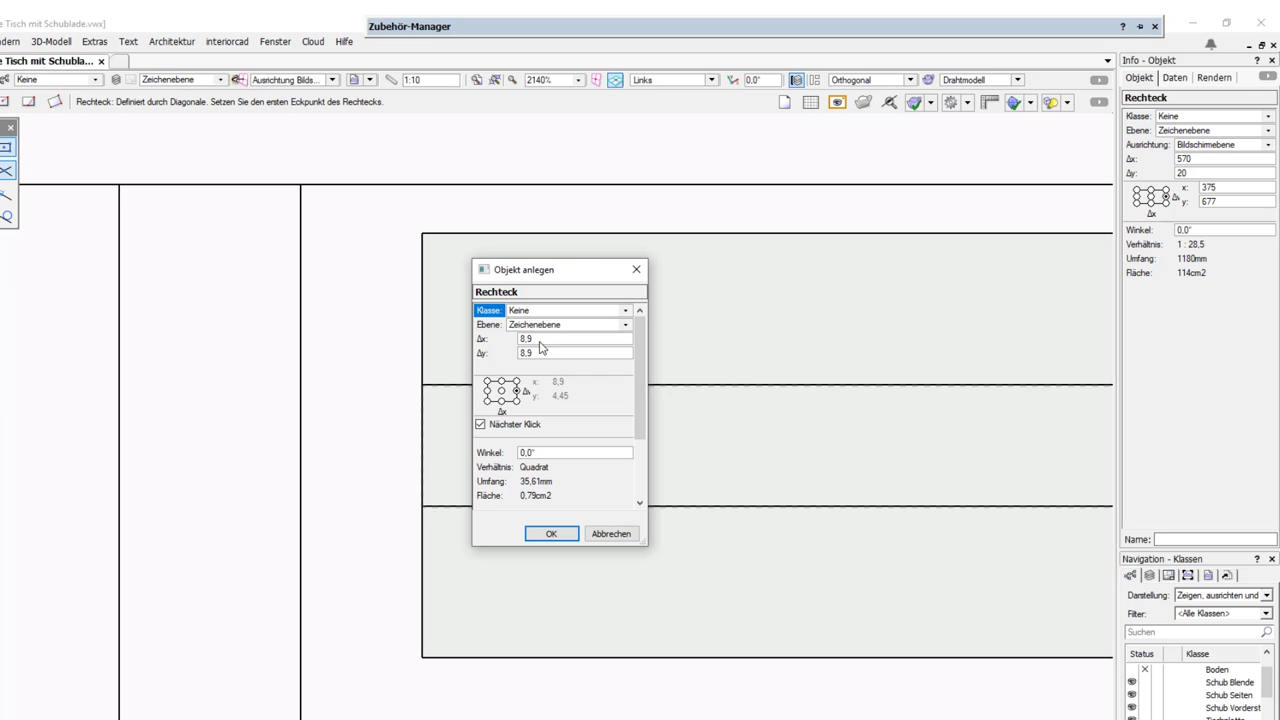 e Tisch mit Schublade.vwx]
Zubehör-Manager
?
dern 3D-Modell Extras Text Architektur interiorcad Fenster Cloud Hilfe
e Tisch mit Schubla...
Info - Objekt ?
Keine Zeichenebene Ausrichtung Bilds... 1:10 2140% Links 0,0° Orthogonal Drahtmodell
Objekt Daten Rendern
Rechteck: Definiert durch Diagonale. Setzen Sie den ersten Eckpunkt des Rechtecks.
Rechteck
Klasse: Keine
Ebene: Zeichenebene
Ausrichtung: Bildschirmebene
Δx: 570
Δy: 20
x: 375
y: 677
Δx
Winkel: 0,0°
Verhältnis: 1 : 28,5
Umfang: 1180mm
Fläche: 114cm2
Objekt anlegen
Rechteck
Klasse: Keine
Ebene: Zeichenebene
Δx: 8,9
Δy: 8,9
x: 8,9
y: 4,45
Δx
Nächster Klick
Winkel: 0,0°
Verhältnis: Quadrat
Umfang: 35,61mm
Fläche: 0,79cm2
OK Abbrechen
Name:
Navigation - Klassen ?
Darstellung: Zeigen, ausrichten und
Filter: <Alle Klassen>
Suchen
Status Klasse
Boden
Schub Blende
Schub Seiten
Schub Vorderst